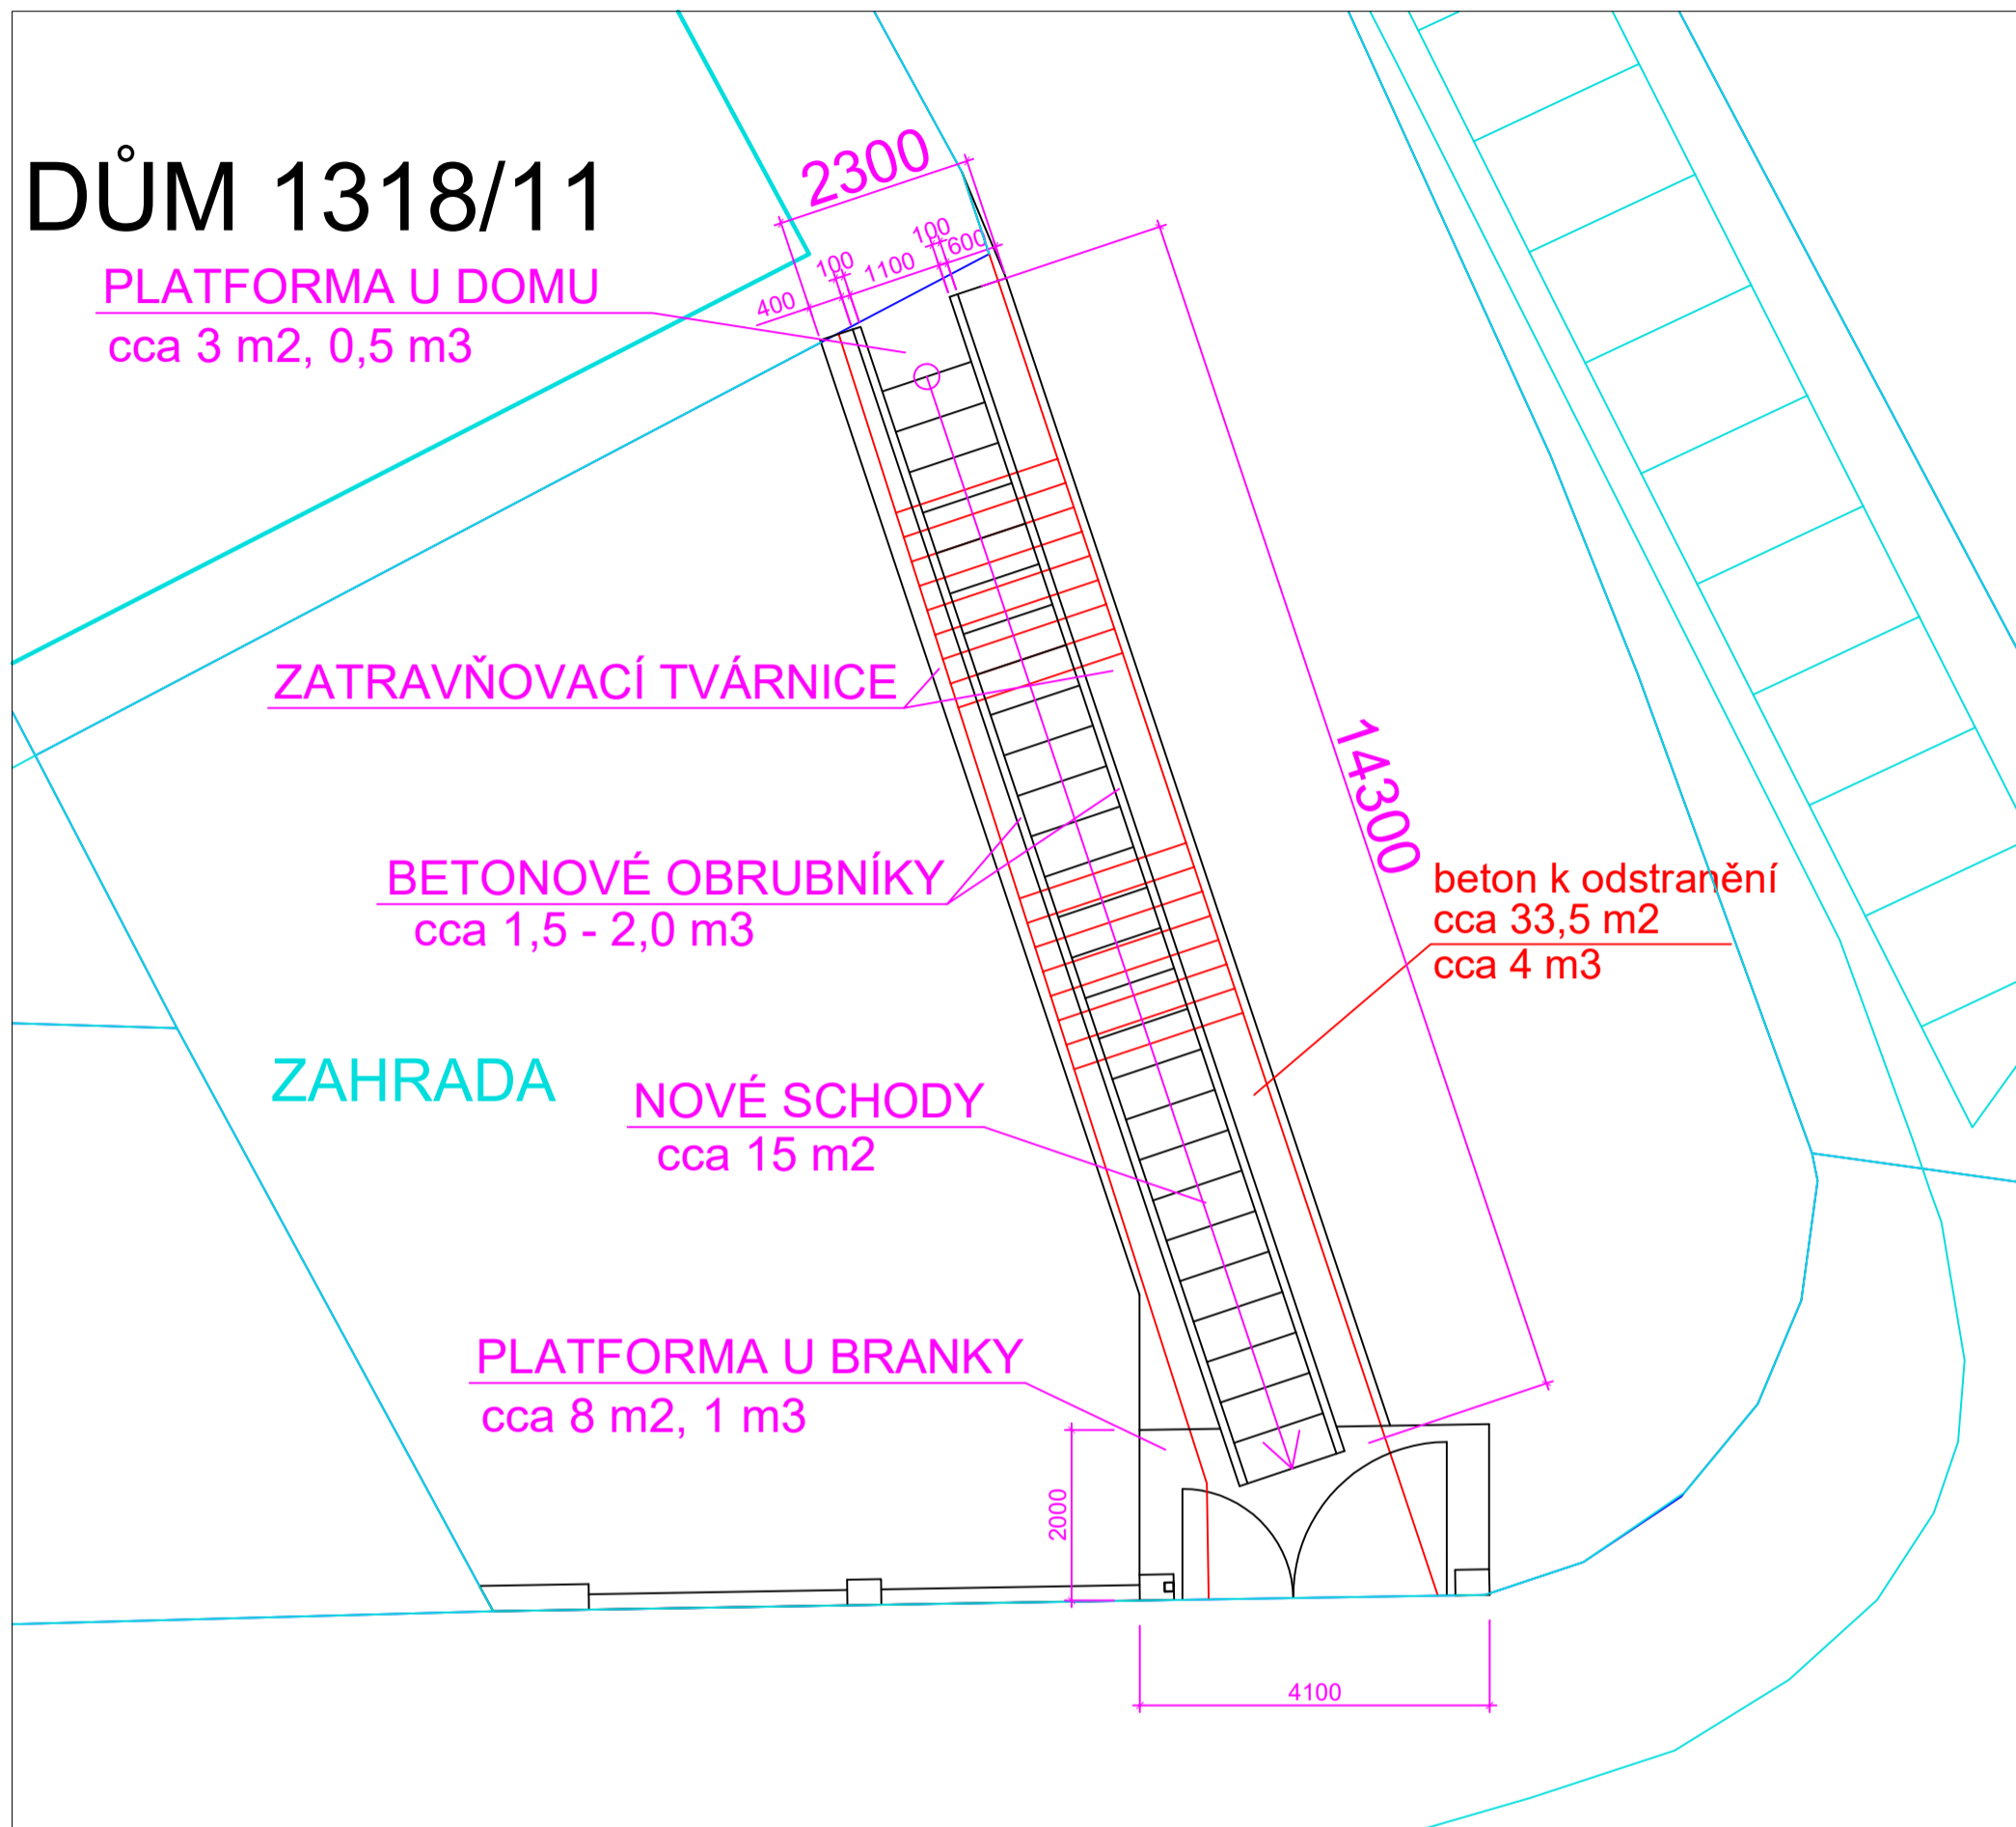 DŮM 1318/11
PLATFORMA U DOMU
cca 3 m2, 0,5 m3
2300
400
100
1100
100
600
ZATRAVŇOVACÍ TVÁRNICE
14300
BETONOVÉ OBRUBNÍKY
cca 1,5 - 2,0 m3
beton k odstranění
cca 33,5 m2
cca 4 m3
ZAHRADA
NOVÉ SCHODY
cca 15 m2
PLATFORMA U BRANKY
cca 8 m2, 1 m3
2000
4100